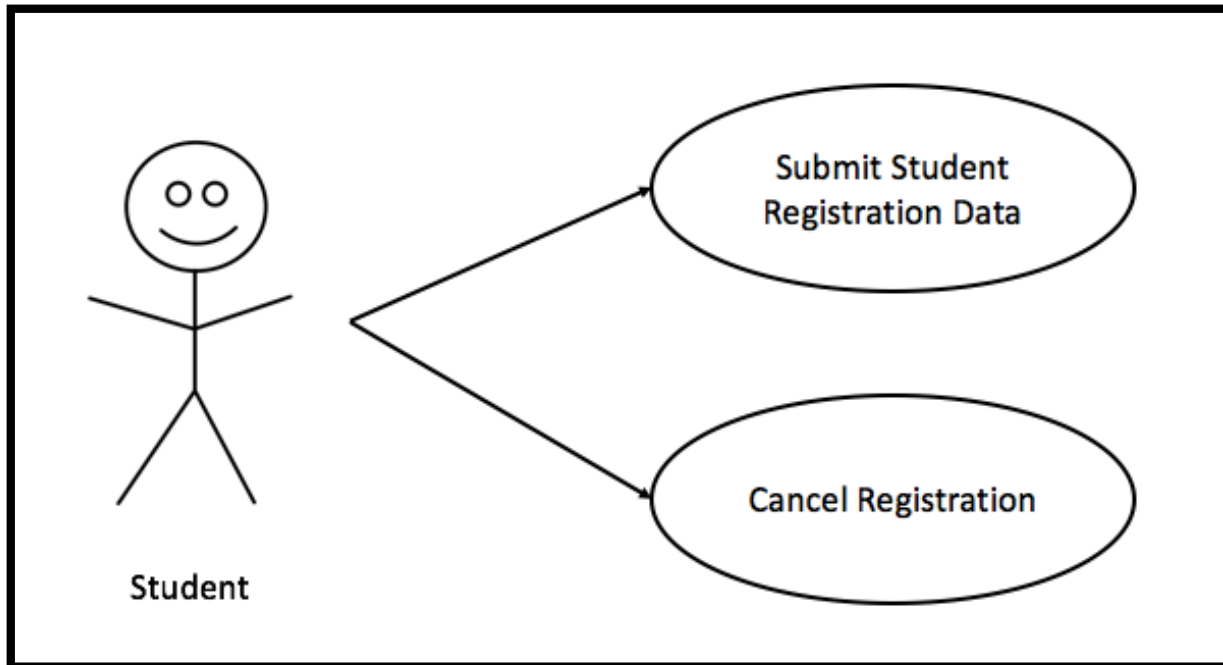 Submit Student
Registration Data
Cancel Registration
Student